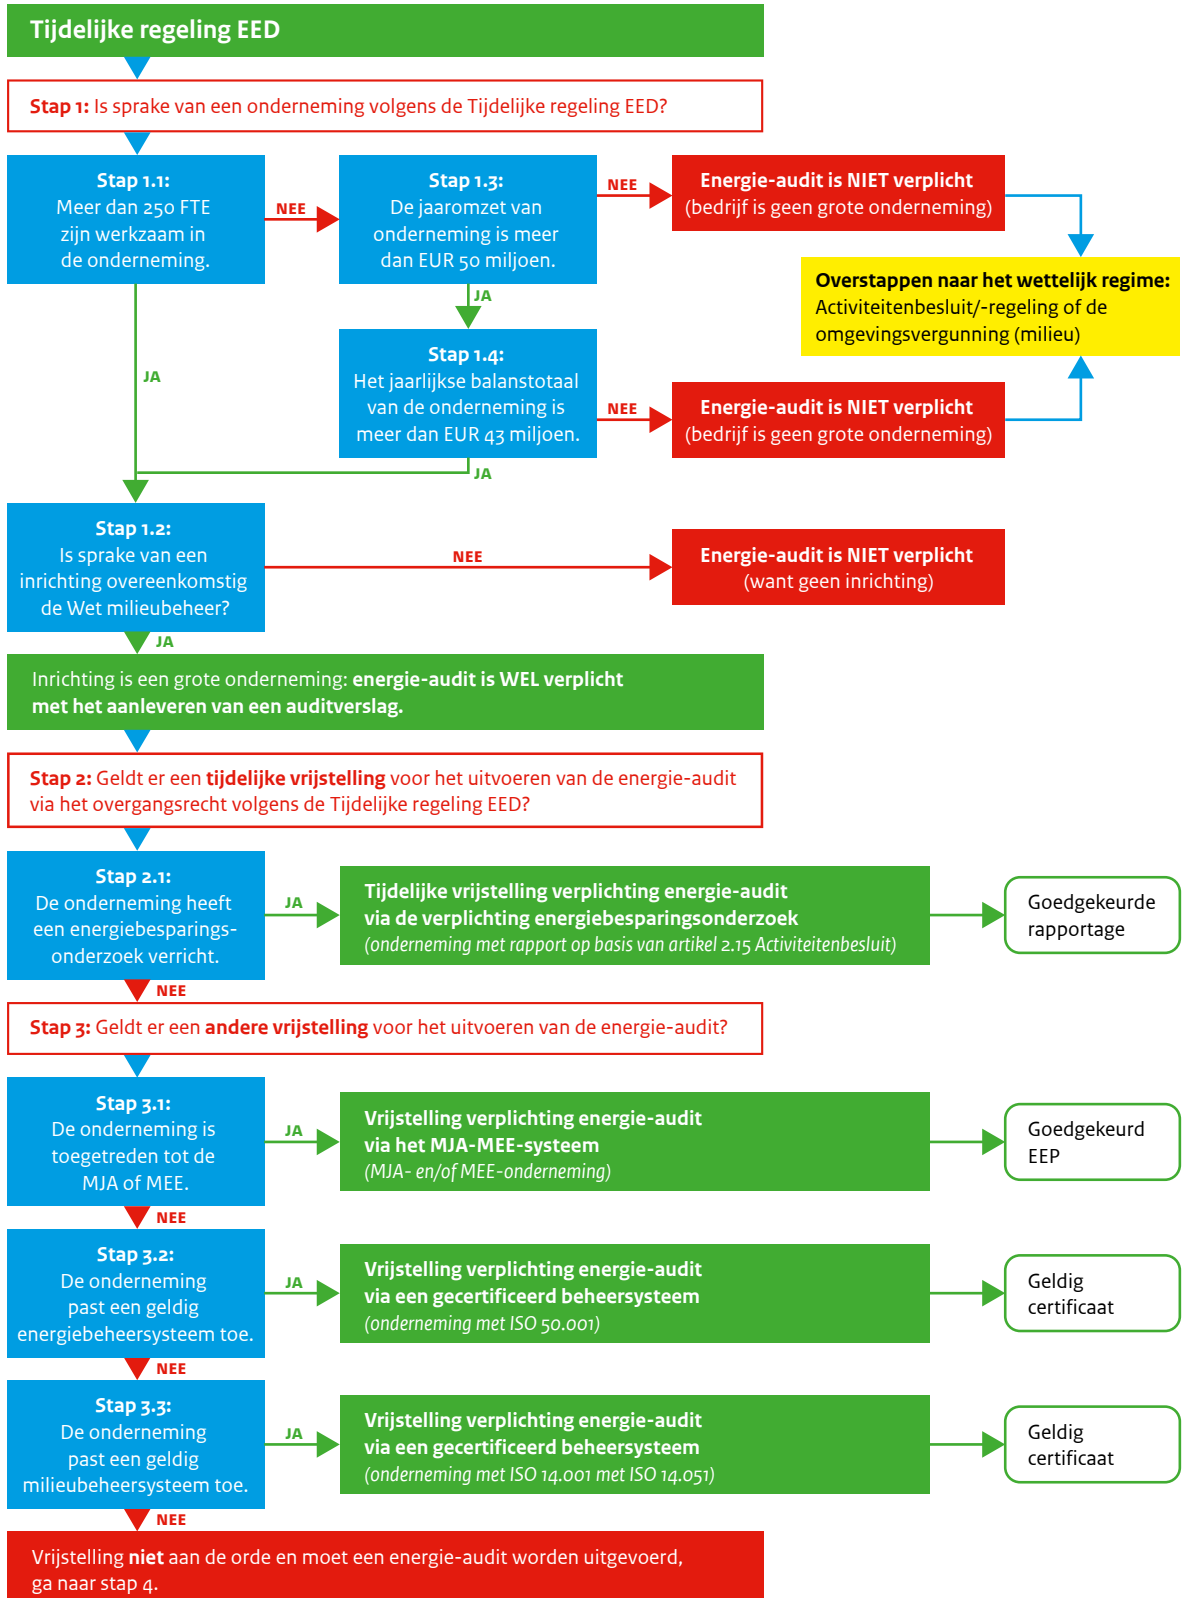 Tijdelijke regeling EED
Stap 1: Is sprake van een onderneming volgens de Tijdelijke regeling EED?
Stap 1.1:
Meer dan 250 FTE
zijn werkzaam in
de onderneming.
NEE
Stap 1.3:
De jaaromzet van
onderneming is meer
dan EUR 50 miljoen.
NEE
Energie-audit is NIET verplicht
(bedrijf is geen grote onderneming)
Overstappen naar het wettelijk regime:
Activiteitenbesluit/-regeling of de
omgevingsvergunning (milieu)
JA
JA
Stap 1.4:
Het jaarlijkse balanstotaal
van de onderneming is
meer dan EUR 43 miljoen.
NEE
Energie-audit is NIET verplicht
(bedrijf is geen grote onderneming)
JA
Stap 1.2:
Is sprake van een
inrichting overeenkomstig
de Wet milieubeheer?
NEE
Energie-audit is NIET verplicht
(want geen inrichting)
JA
Inrichting is een grote onderneming: energie-audit is WEL verplicht
met het aanleveren van een auditverslag.
Stap 2: Geldt er een tijdelijke vrijstelling voor het uitvoeren van de energie-audit
via het overgangsrecht volgens de Tijdelijke regeling EED?
Stap 2.1:
De onderneming heeft
een energiebesparings-
onderzoek verricht.
JA
Tijdelijke vrijstelling verplichting energie-audit
via de verplichting energiebesparingsonderzoek
(onderneming met rapport op basis van artikel 2.15 Activiteitenbesluit)
Goedgekeurde
rapportage
NEE
Stap 3: Geldt er een andere vrijstelling voor het uitvoeren van de energie-audit?
Stap 3.1:
De onderneming is
toegetreden tot de
MJA of MEE.
JA
Vrijstelling verplichting energie-audit
via het MJA-MEE-systeem
(MJA- en/of MEE-onderneming)
Goedgekeurd
EEP
NEE
Stap 3.2:
De onderneming
past een geldig
energiebeheersysteem toe.
JA
Vrijstelling verplichting energie-audit
via een gecertificeerd beheersysteem
(onderneming met ISO 50.001)
Geldig
certificaat
NEE
Stap 3.3:
De onderneming
past een geldig
milieubeheersysteem toe.
JA
Vrijstelling verplichting energie-audit
via een gecertificeerd beheersysteem
(onderneming met ISO 14.001 met ISO 14.051)
Geldig
certificaat
NEE
Vrijstelling niet aan de orde en moet een energie-audit worden uitgevoerd,
ga naar stap 4.